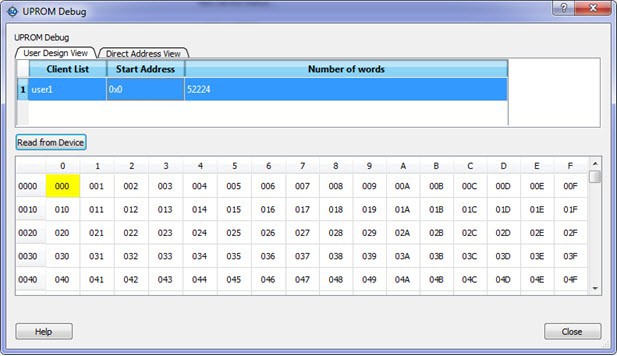 UPROM Debug
UPROM Debug
User Design View Direct Address View
Client List Start Address Number of words
1 user1 0x0 52224
Read from Device
0 1 2 3 4 5 6 7 8 9 A B C D E F
0000 000 001 002 003 004 005 006 007 008 009 00A 00B 00C 00D 00E 00F
0010 010 011 012 013 014 015 016 017 018 019 01A 01B 01C 01D 01E 01F
0020 020 021 022 023 024 025 026 027 028 029 02A 02B 02C 02D 02E 02F
0030 030 031 032 033 034 035 036 037 038 039 03A 03B 03C 03D 03E 03F
0040 040 041 042 043 044 045 046 047 048 049 04A 04B 04C 04D 04E 04F
Help Close